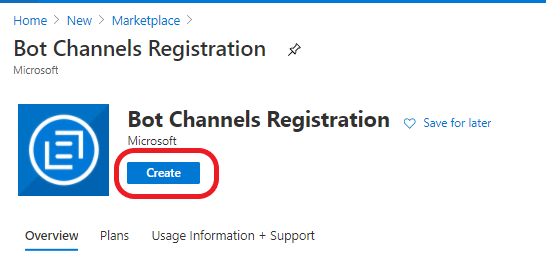 Home > New > Marketplace >
Bot Channels Registration
Microsoft
Bot Channels Registration
Save for later
Microsoft
Create
Overview Plans Usage Information + Support